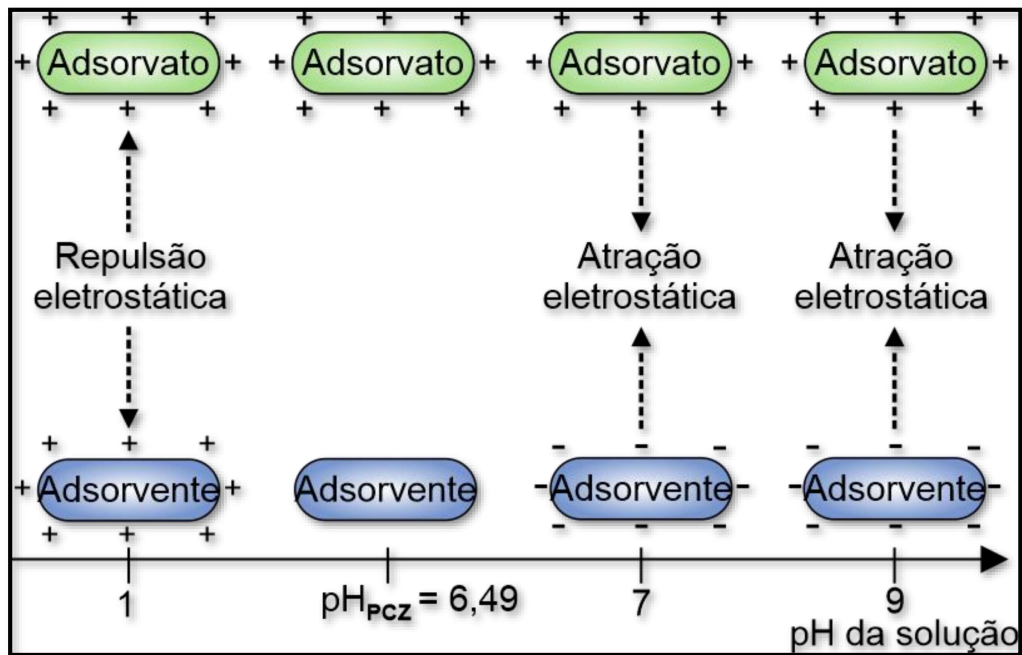 Adsorvato Adsorvato Adsorvato Adsorvato
Repulsão
eletrostática
Atração
eletrostática
Atração
eletrostática
Adsorvente Adsorvente Adsorvente Adsorvente
1 pH_PCZ = 6,49 7 9
pH da solução